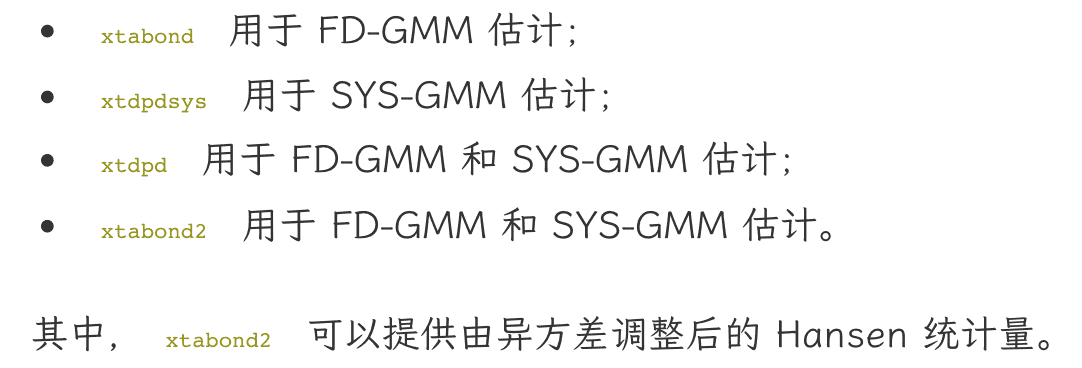 • xtabond 用于 FD-GMM 估计；
• xtdpdsys 用于 SYS-GMM 估计；
• xtdpd 用于 FD-GMM 和 SYS-GMM 估计；
• xtabond2 用于 FD-GMM 和 SYS-GMM 估计。
其中， xtabond2 可以提供由异方差调整后的 Hansen 统计量。